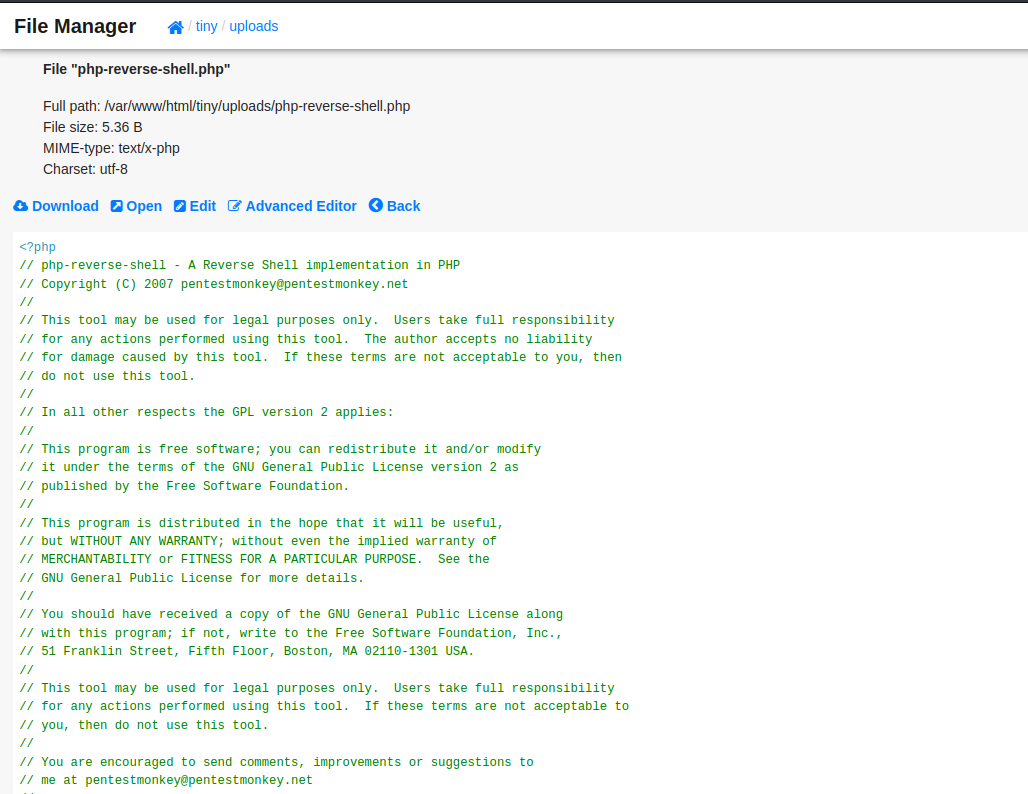 File Manager / tiny / uploads
File "php-reverse-shell.php"
Full path: /var/www/html/tiny/uploads/php-reverse-shell.php
File size: 5.36 B
MIME-type: text/x-php
Charset: utf-8
Download Open Edit Advanced Editor Back
<?php
// php-reverse-shell - A Reverse Shell implementation in PHP
// Copyright (C) 2007 pentestmonkey@pentestmonkey.net
//
// This tool may be used for legal purposes only.  Users take full responsibility
// for any actions performed using this tool.  The author accepts no liability
// for damage caused by this tool.  If these terms are not acceptable to you, then
// do not use this tool.
//
// In all other respects the GPL version 2 applies:
//
// This program is free software; you can redistribute it and/or modify
// it under the terms of the GNU General Public License version 2 as
// published by the Free Software Foundation.
//
// This program is distributed in the hope that it will be useful,
// but WITHOUT ANY WARRANTY; without even the implied warranty of
// MERCHANTABILITY or FITNESS FOR A PARTICULAR PURPOSE.  See the
// GNU General Public License for more details.
//
// You should have received a copy of the GNU General Public License along
// with this program; if not, write to the Free Software Foundation, Inc.,
// 51 Franklin Street, Fifth Floor, Boston, MA 02110-1301 USA.
//
// This tool may be used for legal purposes only.  Users take full responsibility
// for any actions performed using this tool.  If these terms are not acceptable to
// you, then do not use this tool.
//
// You are encouraged to send comments, improvements or suggestions to
// me at pentestmonkey@pentestmonkey.net
//